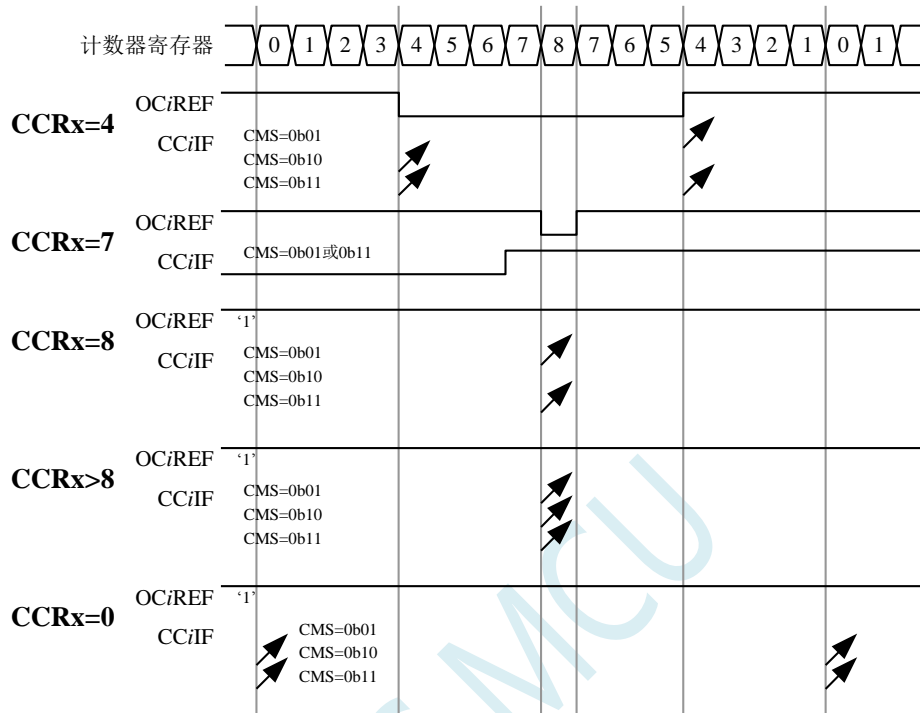 计数器寄存器 0 1 2 3 4 5 6 7 8 7 6 5 4 3 2 1 0 1
OCiREF
CCRx=4
CCiIF
CMS=0b01
CMS=0b10
CMS=0b11
OCiREF
CCRx=7
CCiIF
CMS=0b01或0b11
OCiREF
'1'
CCRx=8
CCiIF
CMS=0b01
CMS=0b10
CMS=0b11
OCiREF
'1'
CCRx>8
CCiIF
CMS=0b01
CMS=0b10
CMS=0b11
OCiREF
'1'
CCRx=0
CCiIF
CMS=0b01
CMS=0b10
CMS=0b11
MCU